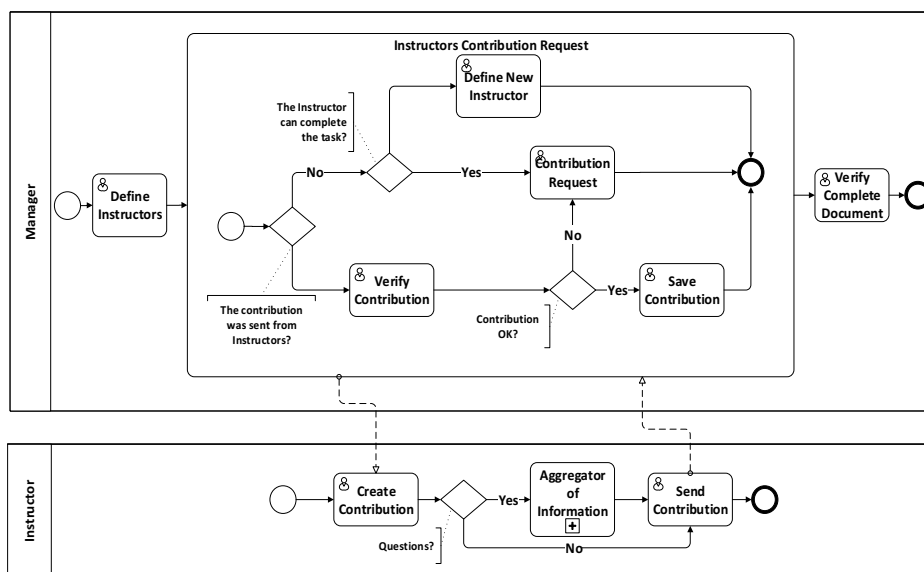 Manager
Instructors Contribution Request
Define New
Instructor
The Instructor
can complete
the task?
No
Yes
Contribution
Request
Define
Instructors
Verify
Complete
Document
No
Verify
Contribution
Yes
Save
Contribution
The contribution
was sent from
Instructors?
Contribution
OK?
Instructor
Create
Contribution
Yes
Aggregator
of
Information
Send
Contribution
Questions?
No